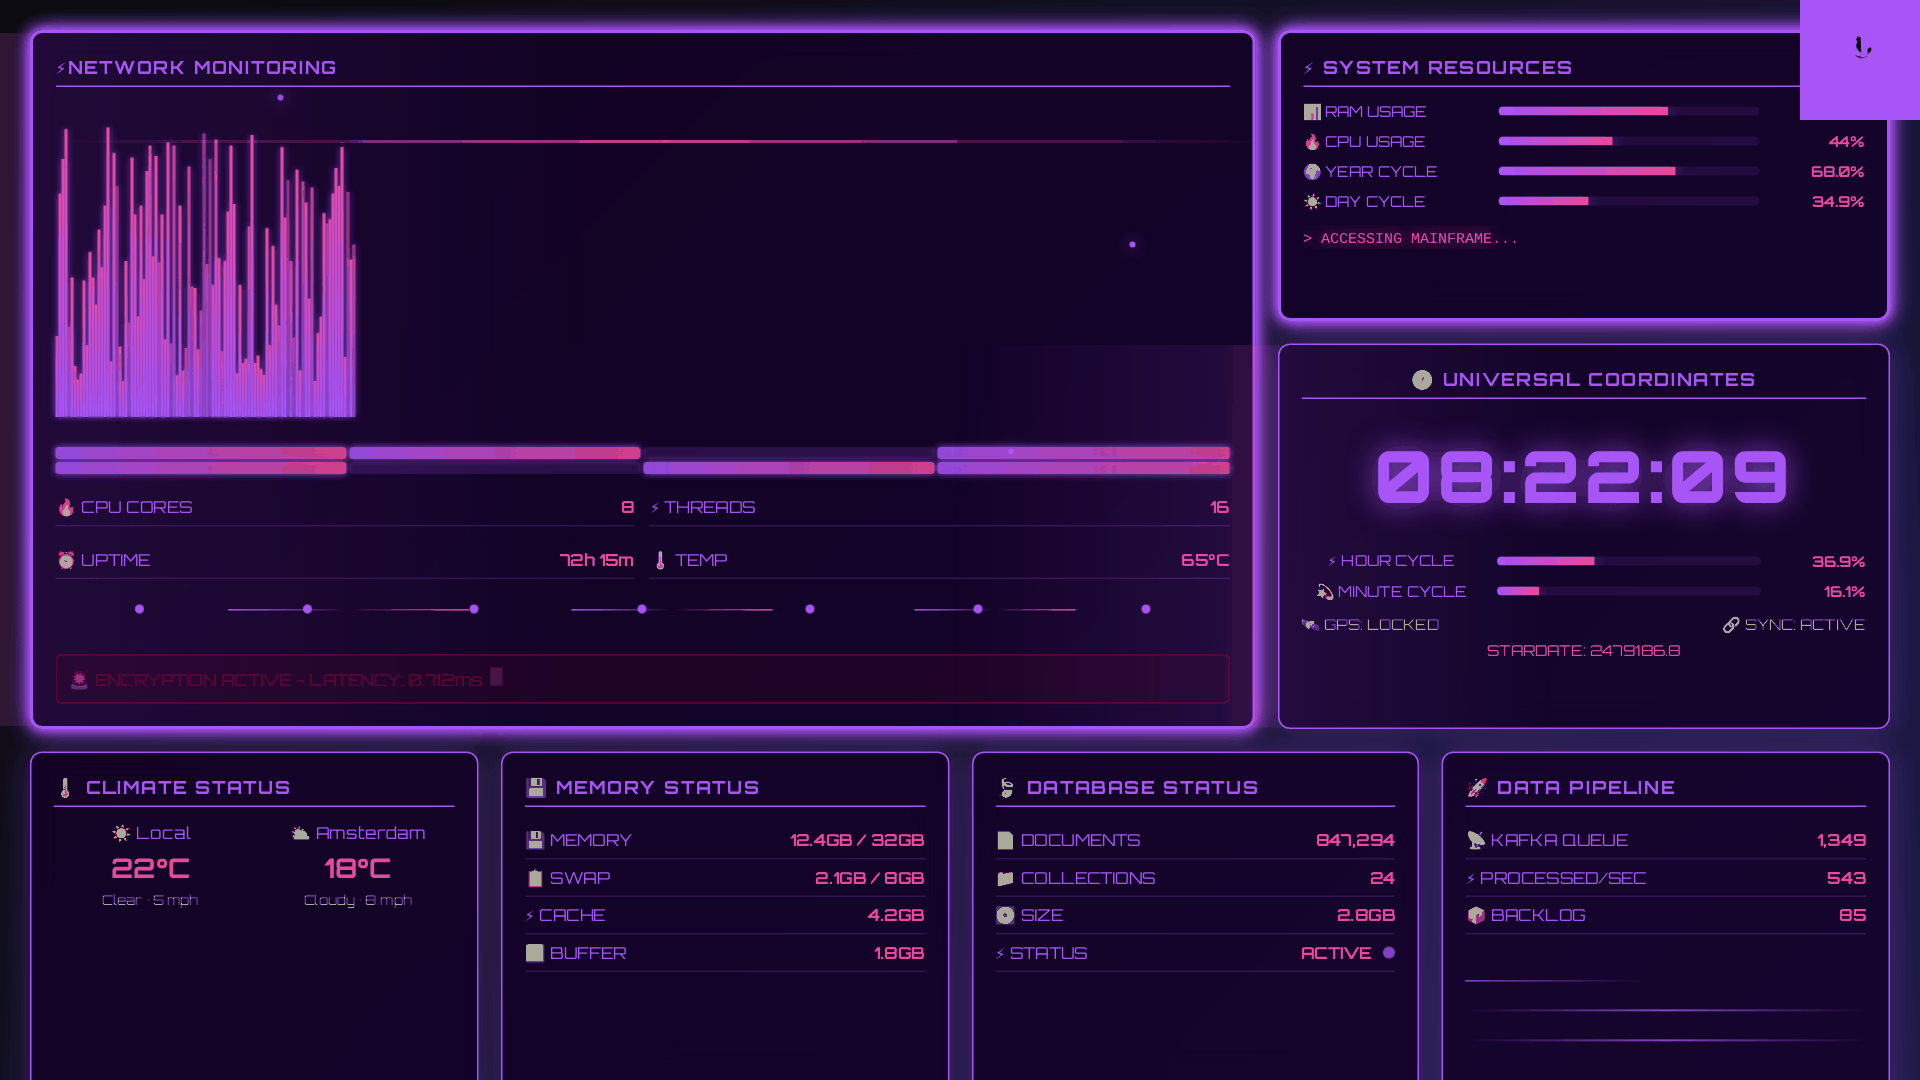 ⚡NETWORK MONITORING
🔥 CPU CORES 8
⚡ THREADS 16
⏰ UPTIME 72h 15m
🌡 TEMP 65°C
ENCRYPTION ACTIVE - LATENCY: 0.712ms
⚡ SYSTEM RESOURCES
📊 RAM USAGE
🔥 CPU USAGE 44%
🌍 YEAR CYCLE 68.0%
☀ DAY CYCLE 34.9%
> ACCESSING MAINFRAME...
UNIVERSAL COORDINATES
08:22:09
⚡ HOUR CYCLE 36.9%
💫 MINUTE CYCLE 16.1%
🛰 GPS: LOCKED
🔗 SYNC: ACTIVE
STARDATE: 2479186.8
🌡 CLIMATE STATUS
☀ Local
22°C
Clear · 5 mph
⛅ Amsterdam
18°C
Cloudy · 8 mph
💾 MEMORY STATUS
💾 MEMORY 12.4GB / 32GB
📋 SWAP 2.1GB / 8GB
⚡ CACHE 4.2GB
BUFFER 1.8GB
🍃 DATABASE STATUS
📄 DOCUMENTS 847,294
📁 COLLECTIONS 24
💽 SIZE 2.8GB
⚡ STATUS ACTIVE
🚀 DATA PIPELINE
📡 KAFKA QUEUE 1,349
⚡ PROCESSED/SEC 543
📦 BACKLOG 85